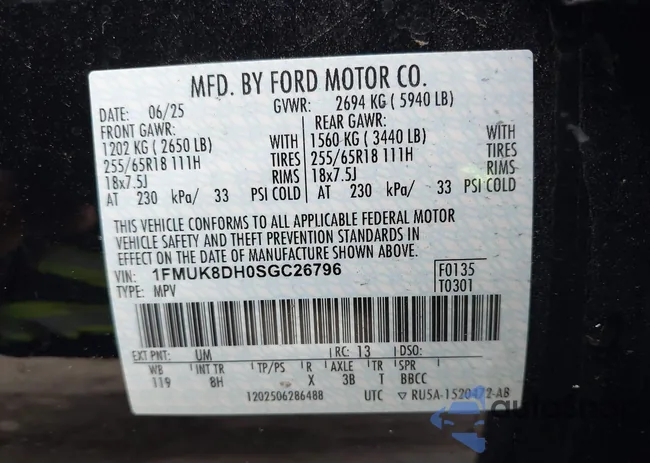 MFD. BY FORD MOTOR CO.
DATE: 06/25 GVWR: 2694 KG ( 5940 LB)
FRONT GAWR: REAR GAWR:
1202 KG ( 2650 LB) WITH 1560 KG ( 3440 LB) WITH
255/65R18 111H TIRES 255/65R18 111H TIRES
18x7.5J RIMS 18x7.5J RIMS
AT 230 kPa/ 33 PSI COLD AT 230 kPa/ 33 PSI COLD
THIS VEHICLE CONFORMS TO ALL APPLICABLE FEDERAL MOTOR
VEHICLE SAFETY AND THEFT PREVENTION STANDARDS IN
EFFECT ON THE DATE OF MANUFACTURE SHOWN ABOVE.
VIN: 1FMUK8DH0SGC26796 F0135
TYPE: MPV T0301
EXT PNT: UM RC: 13 DSO:
WB INT TR TP/PS R AXLE TR SPR
119 8H X 3B T BBCC
1202506286488 UTC RU5A-1520472-AB